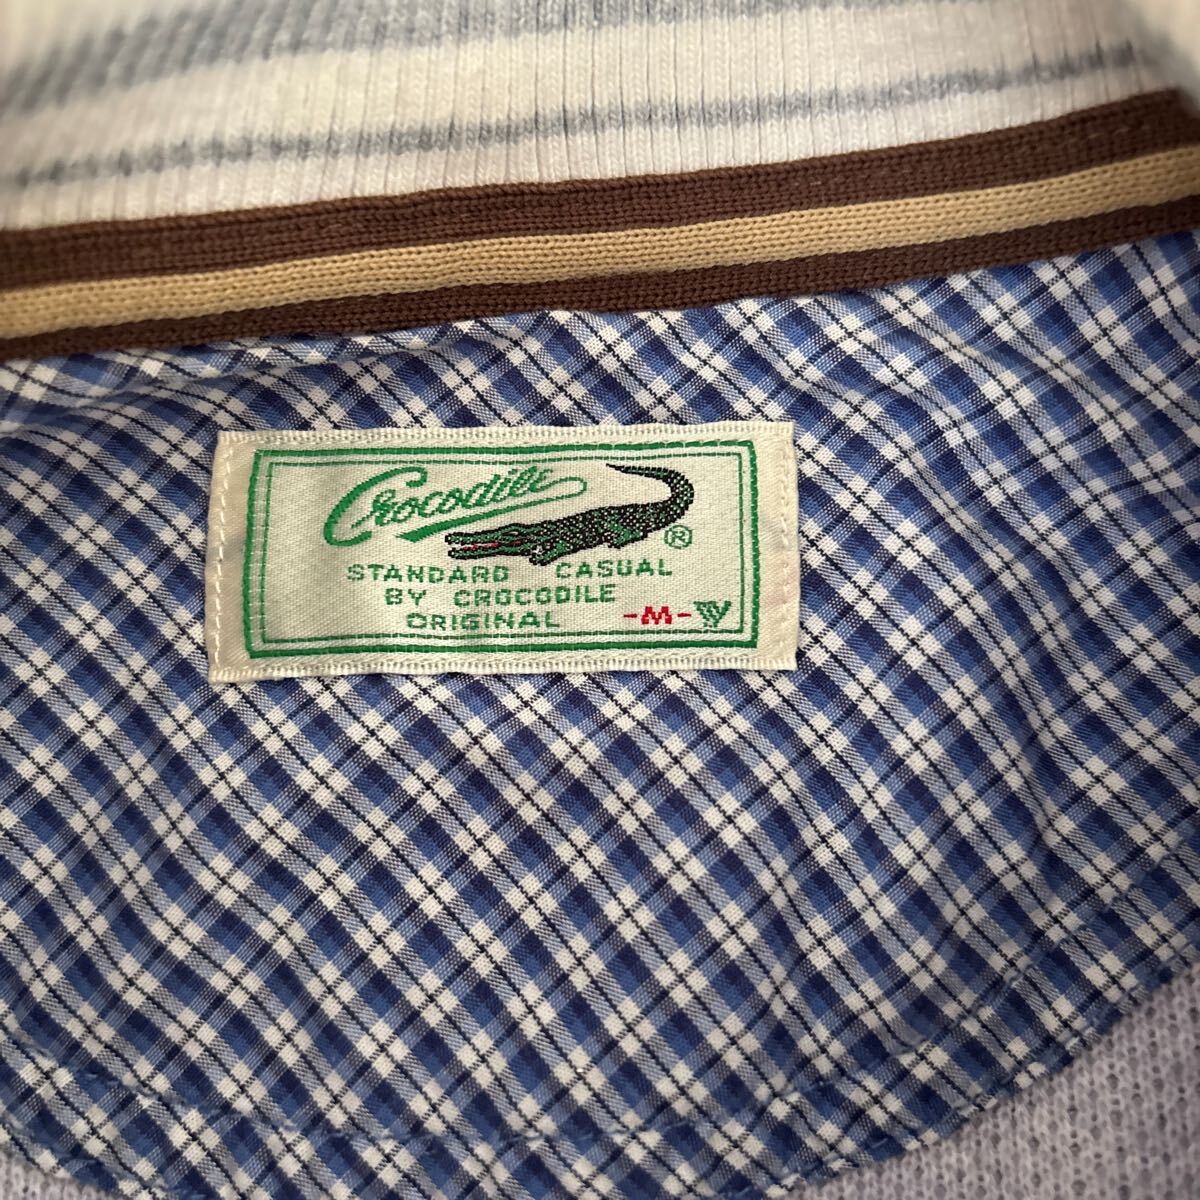 Crocodile ®
STANDARD CASUAL
BY CROCODILE
ORIGINAL -M-